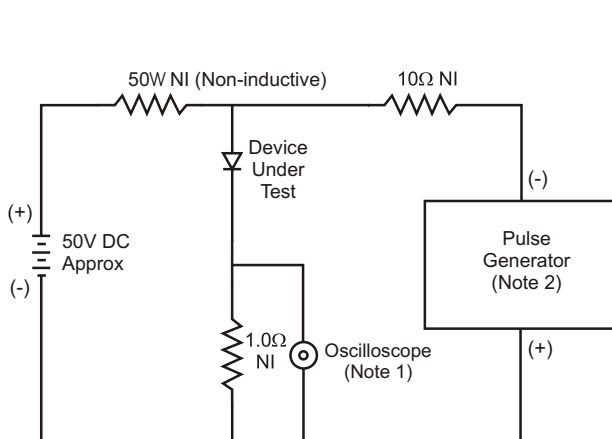 50W NI (Non-inductive)
10Ω NI
Device
Under
Test
(-)
(+)
50V DC
Approx
(-)
Pulse
Generator
(Note 2)
1.0Ω
NI
Oscilloscope
(Note 1)
(+)